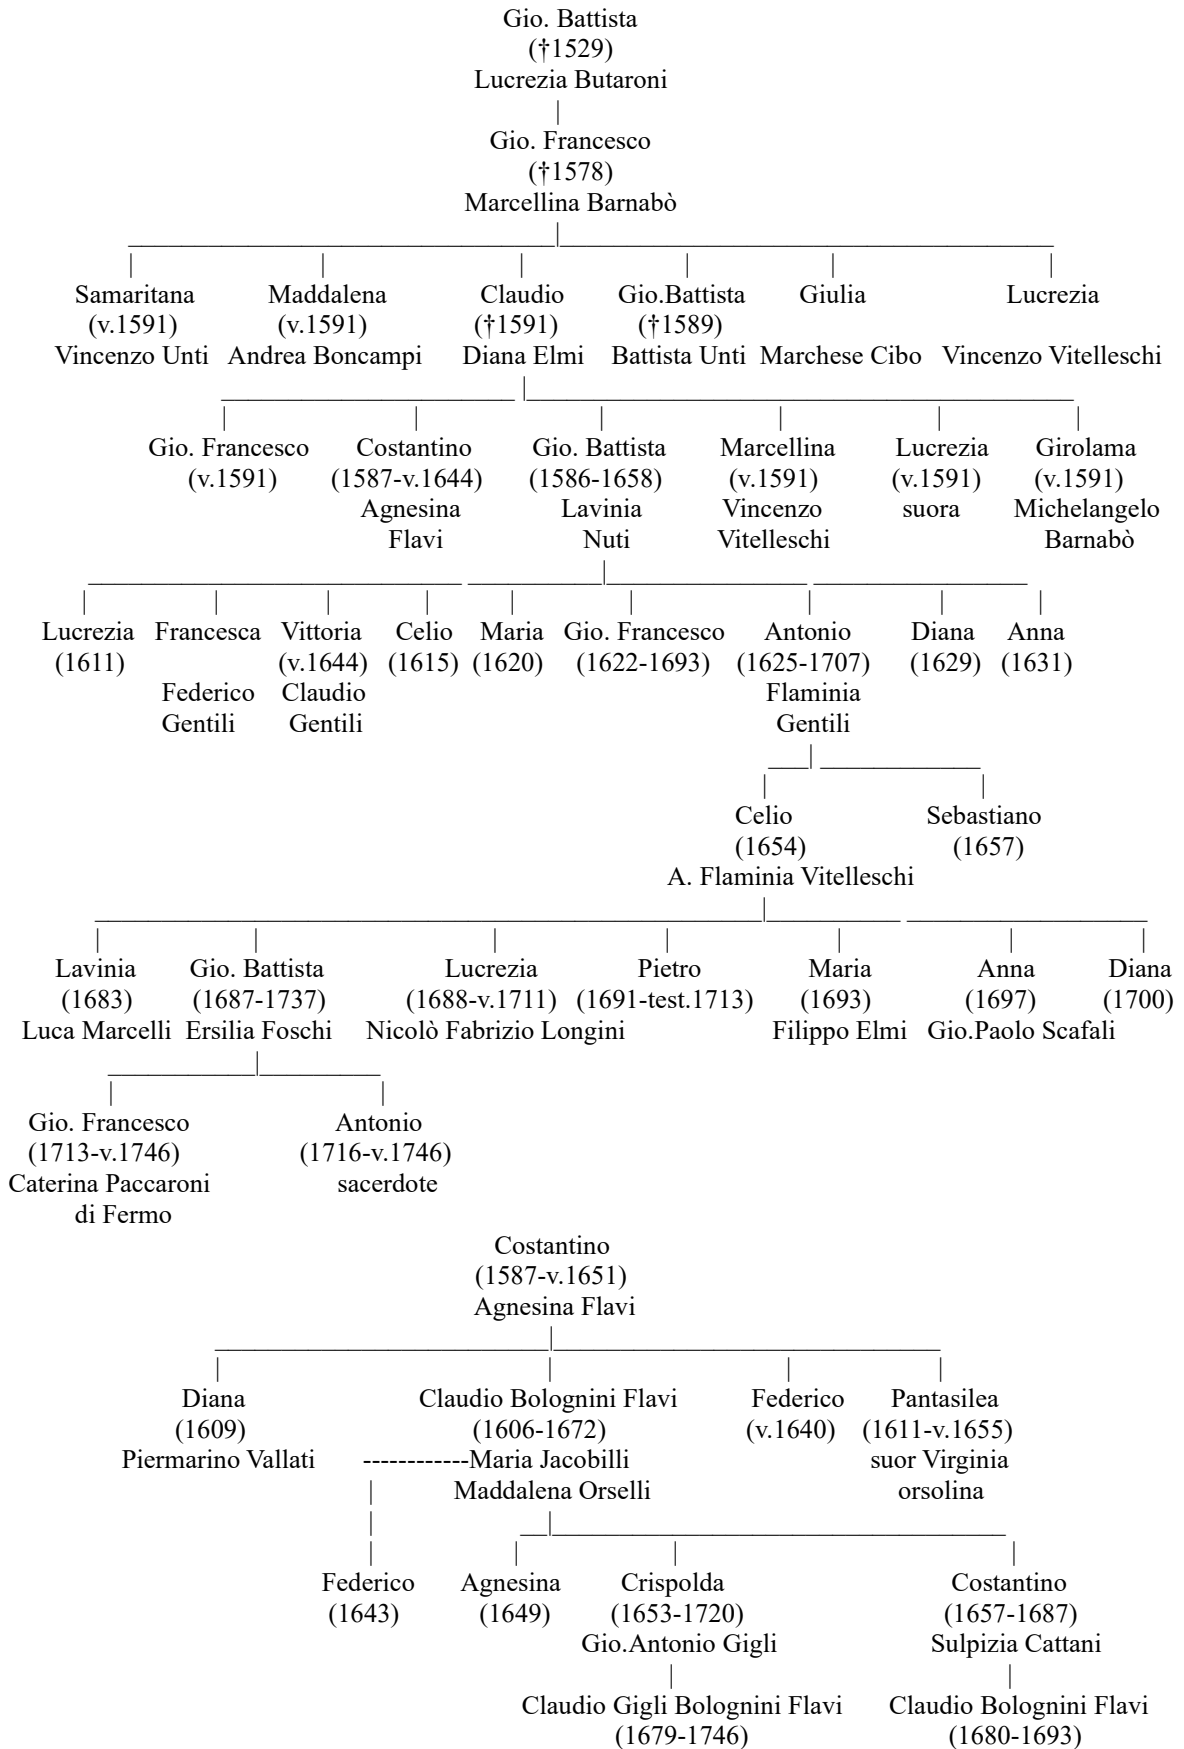 Gio. Battista
(†1529)
Lucrezia Butaroni
Gio. Francesco
(†1578)
Marcellina Barnabò
Samaritana Maddalena Claudio Gio.Battista Giulia Lucrezia
(v.1591) (v.1591) (†1591) (†1589)
Vincenzo Unti Andrea Boncampi Diana Elmi Battista Unti Marchese Cibo Vincenzo Vitelleschi
Gio. Francesco Costantino Gio. Battista Marcellina Lucrezia Girolama
(v.1591) (1587-v.1644) (1586-1658) (v.1591) (v.1591) (v.1591)
Agnesina Lavinia Vincenzo suora Michelangelo
Flavi Nuti Vitelleschi Barnabò
Lucrezia Francesca Vittoria Celio Maria Gio. Francesco Antonio Diana Anna
(1611) (v.1644) (1615) (1620) (1622-1693) (1625-1707) (1629) (1631)
Federico Claudio Flaminia
Gentili Gentili Gentili
Celio Sebastiano
(1654) (1657)
A. Flaminia Vitelleschi
Lavinia Gio. Battista Lucrezia Pietro Maria Anna Diana
(1683) (1687-1737) (1688-v.1711) (1691-test.1713) (1693) (1697) (1700)
Luca Marcelli Ersilia Foschi Nicolò Fabrizio Longini Filippo Elmi Gio.Paolo Scafali
Gio. Francesco Antonio
(1713-v.1746) (1716-v.1746)
Caterina Paccaroni sacerdote
di Fermo
Costantino
(1587-v.1651)
Agnesina Flavi
Diana Claudio Bolognini Flavi Federico Pantasilea
(1609) (1606-1672) (v.1640) (1611-v.1655)
Piermarino Vallati ------------Maria Jacobilli suor Virginia
Maddalena Orselli orsolina
Federico Agnesina Crispolda Costantino
(1643) (1649) (1653-1720) (1657-1687)
Gio.Antonio Gigli Sulpizia Cattani
Claudio Gigli Bolognini Flavi Claudio Bolognini Flavi
(1679-1746) (1680-1693)